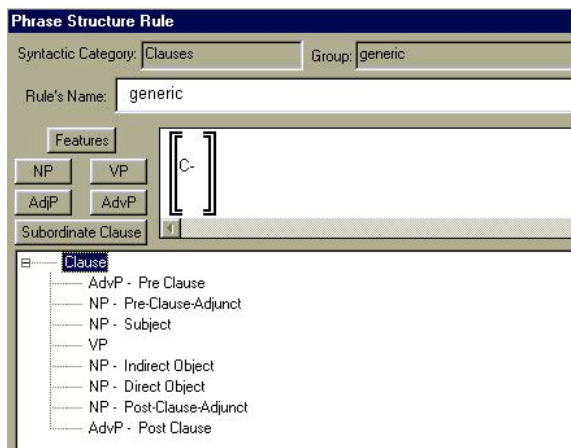 Phrase Structure Rule
Syntactic Category: Clauses Group: generic
Rule's Name: generic
Features
NP VP
C-
AdjP AdvP
Subordinate Clause
Clause
AdvP - Pre Clause
NP - Pre-Clause-Adjunct
NP - Subject
VP
NP - Indirect Object
NP - Direct Object
NP - Post-Clause-Adjunct
AdvP - Post Clause